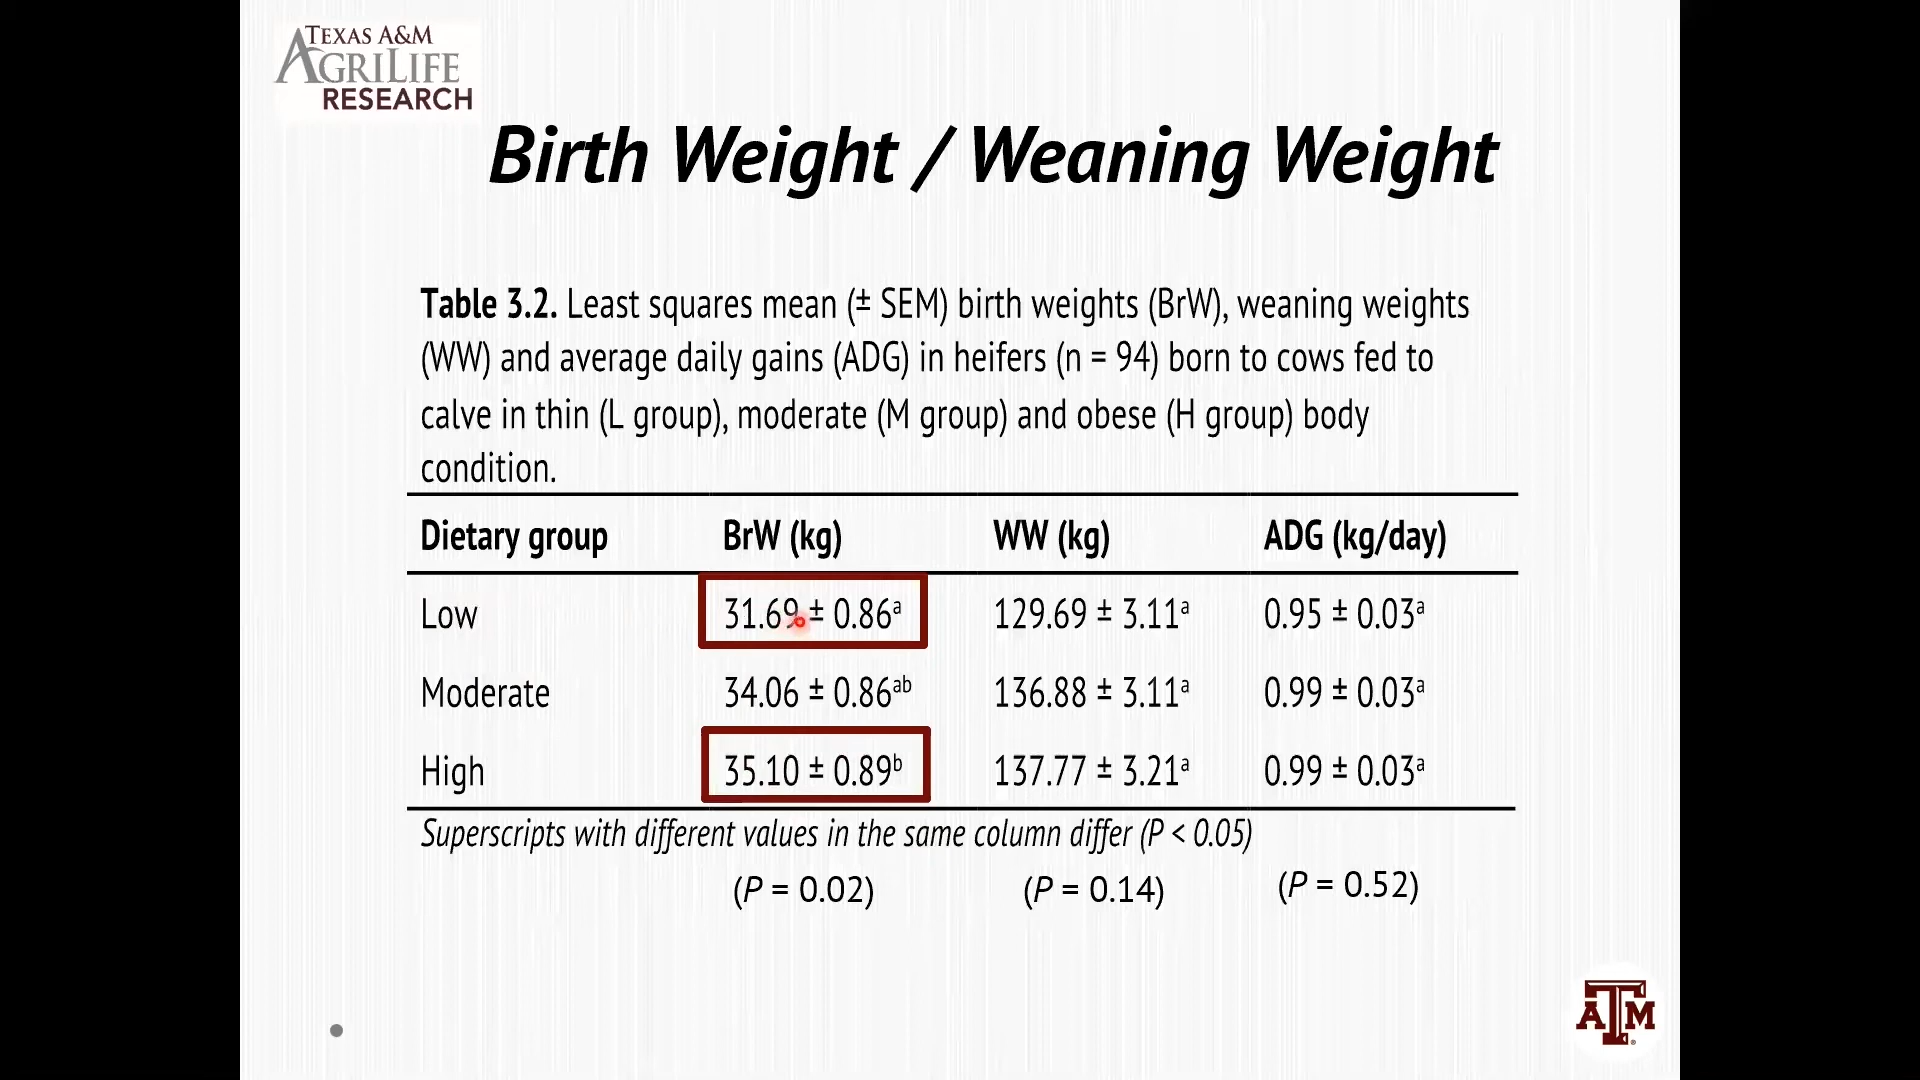 TEXAS A&M
AGRILIFE
RESEARCH
Birth Weight / Weaning Weight
Table 3.2. Least squares mean (± SEM) birth weights (BrW), weaning weights
(WW) and average daily gains (ADG) in heifers (n = 94) born to cows fed to
calve in thin (L group), moderate (M group) and obese (H group) body
condition.
Dietary group BrW (kg) WW (kg) ADG (kg/day)
Low 31.69 ± 0.86ᵃ 129.69 ± 3.11ᵃ 0.95 ± 0.03ᵃ
Moderate 34.06 ± 0.86ᵃᵇ 136.88 ± 3.11ᵃ 0.99 ± 0.03ᵃ
High 35.10 ± 0.89ᵇ 137.77 ± 3.21ᵃ 0.99 ± 0.03ᵃ
Superscripts with different values in the same column differ (P < 0.05)
(P = 0.02) (P = 0.14) (P = 0.52)
ATM®